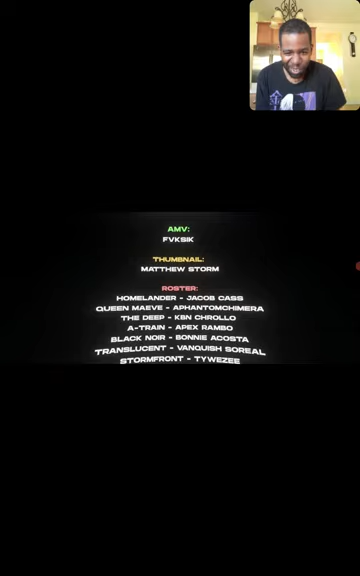 AMV:
FVKSIK
THUMBNAIL:
MATTHEW STORM
ROSTER:
HOMELANDER - JACOB CASS
QUEEN MAEVE - APHANTOMCHIMERA
THE DEEP - KBN CHROLLO
A-TRAIN - APEX RAMBO
BLACK NOIR - BONNIE ACOSTA
TRANSLUCENT - VANQUISH SOREAL
STORMFRONT - TYWEZEE